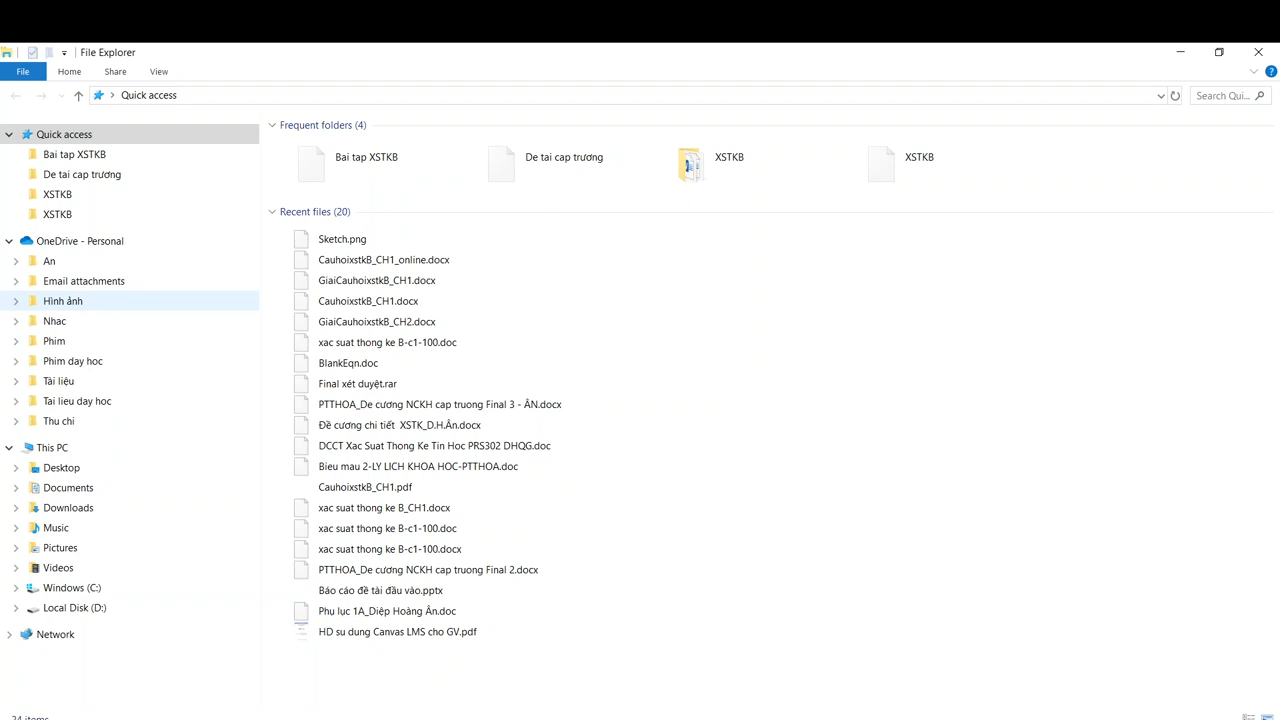 File Explorer
File Home Share View
Quick access Search Qui...
Quick access
Bai tap XSTKB
De tai cap trương
XSTKB
XSTKB
OneDrive - Personal
An
Email attachments
Hình ảnh
Nhac
Phim
Phim day hoc
Tài liệu
Tai lieu day hoc
Thu chi
This PC
Desktop
Documents
Downloads
Music
Pictures
Videos
Windows (C:)
Local Disk (D:)
Network
Frequent folders (4)
Bai tap XSTKB De tai cap trương XSTKB XSTKB
Recent files (20)
Sketch.png
CauhoixstkB_CH1_online.docx
GiaiCauhoixstkB_CH1.docx
CauhoixstkB_CH1.docx
GiaiCauhoixstkB_CH2.docx
xac suat thong ke B-c1-100.doc
BlankEqn.doc
Final xét duyệt.rar
PTTHOA_De cương NCKH cap truong Final 3 - ÂN.docx
Đề cương chi tiết XSTK_D.H.Ân.docx
DCCT Xac Suat Thong Ke Tin Hoc PRS302 DHQG.doc
Bieu mau 2-LY LICH KHOA HOC-PTTHOA.doc
CauhoixstkB_CH1.pdf
xac suat thong ke B_CH1.docx
xac suat thong ke B-c1-100.doc
xac suat thong ke B-c1-100.docx
PTTHOA_De cương NCKH cap truong Final 2.docx
Báo cáo đề tài đầu vào.pptx
Phụ lục 1A_Diệp Hoàng Ân.doc
HD su dung Canvas LMS cho GV.pdf
24 items